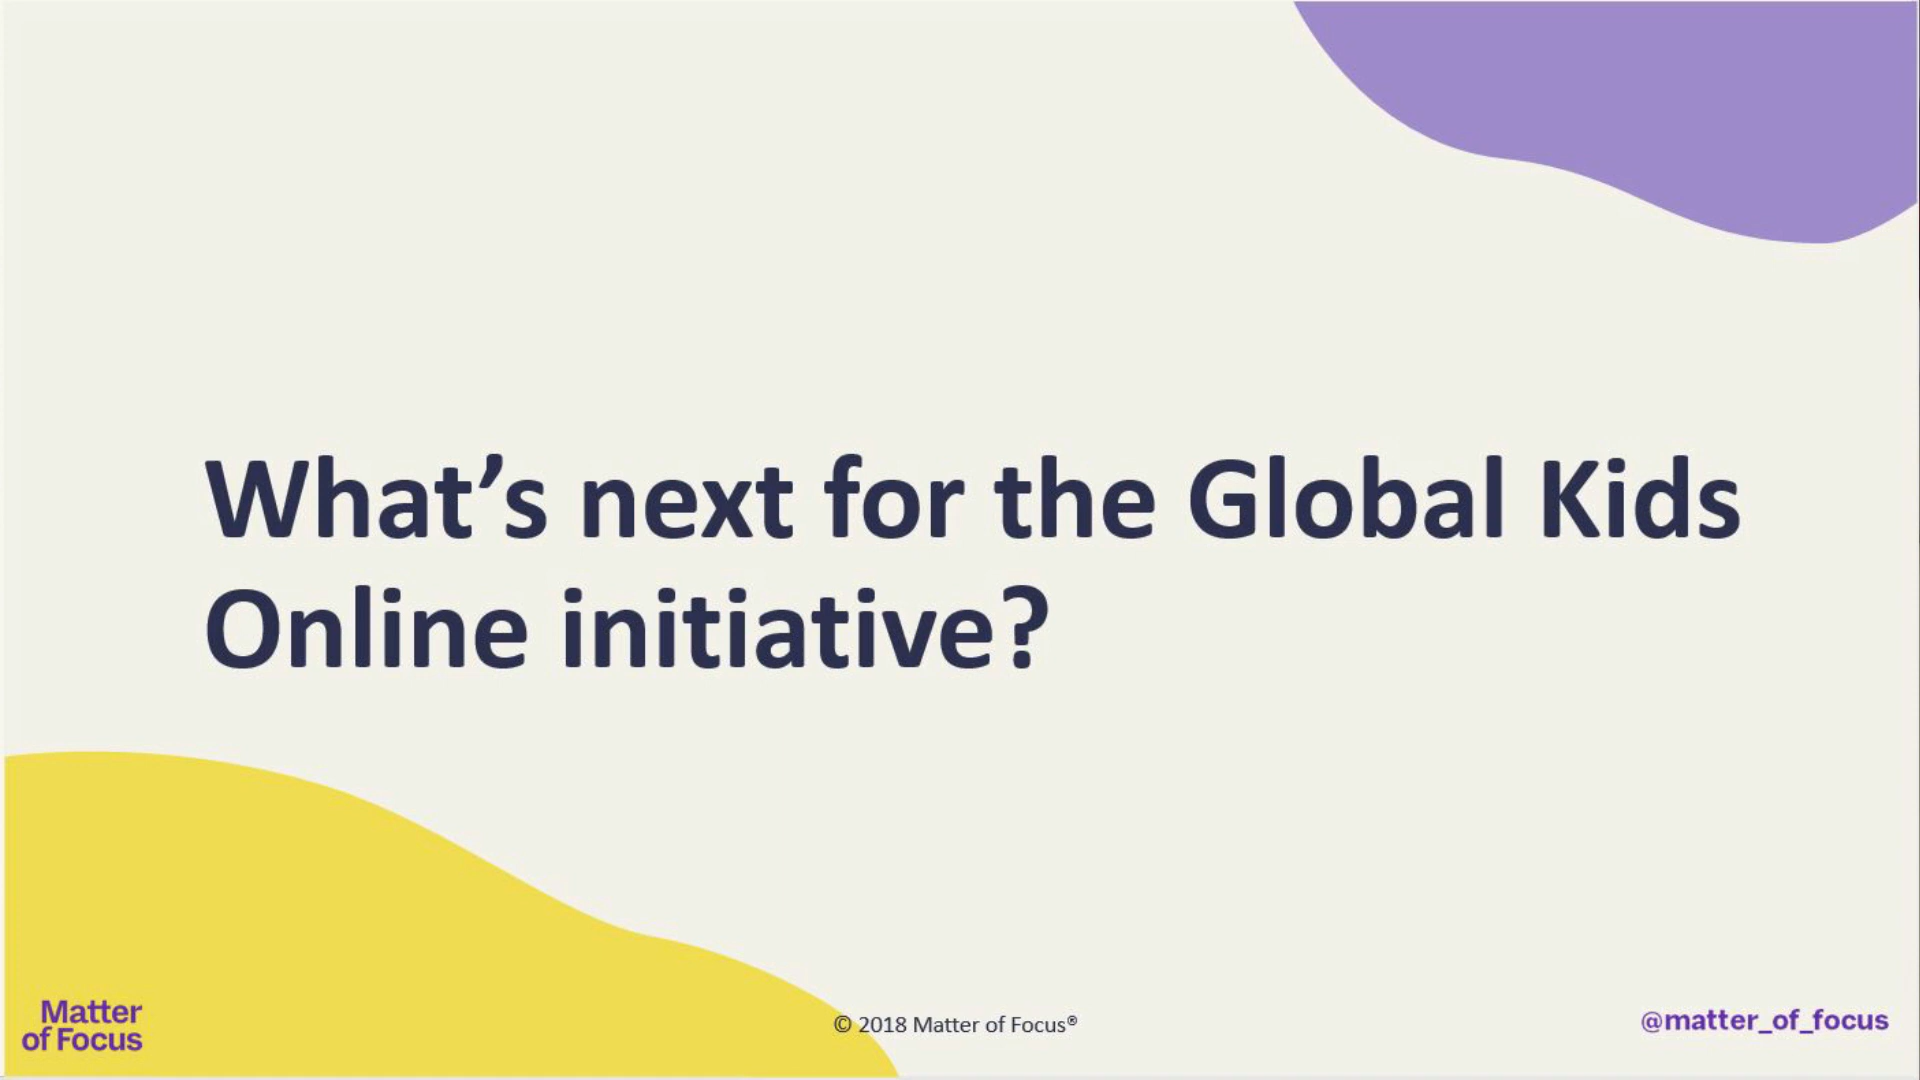 What’s next for the Global Kids
Online initiative?
Matter
of Focus
© 2018 Matter of Focus®
@matter_of_focus